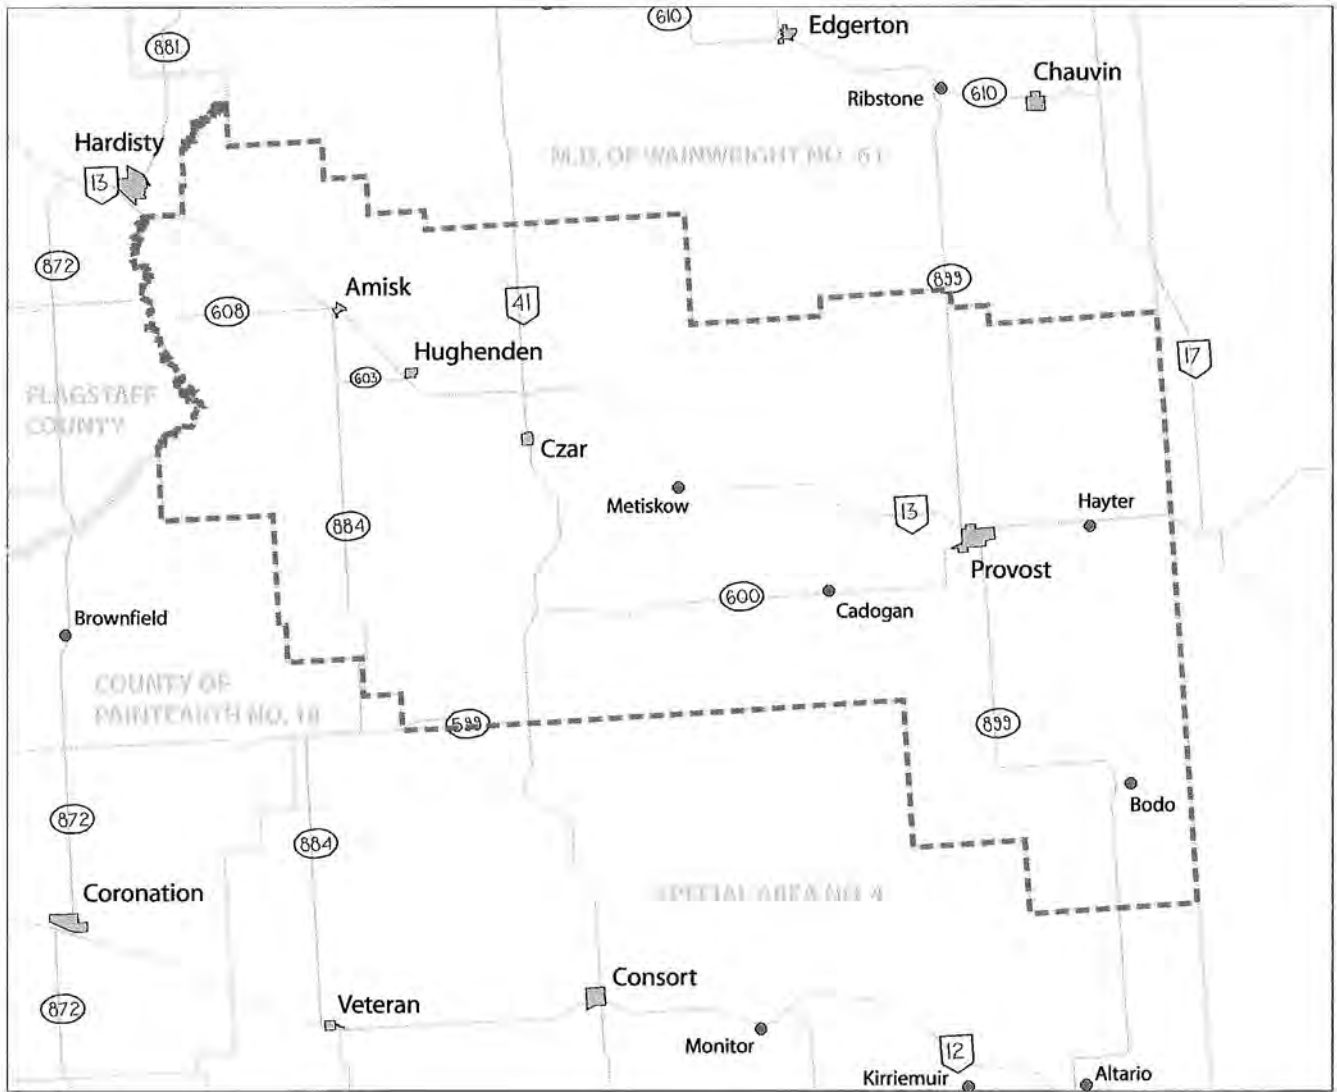 610
Edgerton
881
Chauvin
Ribstone
610
Hardisty
M.D. OF WAINWRIGHT NO. 61
13
872
899
Amisk
41
608
Hughenden
17
603
FLAGSTAFF
COUNTY
Czar
Metiskow
13
Hayter
884
Provost
600
Cadogan
Brownfield
COUNTY OF
PAINTEARTH NO. 18
599
899
Bodo
872
884
Coronation
SPECIAL AREA NO. 4
Consort
Veteran
872
Monitor
12
Kirriemuir
Altario